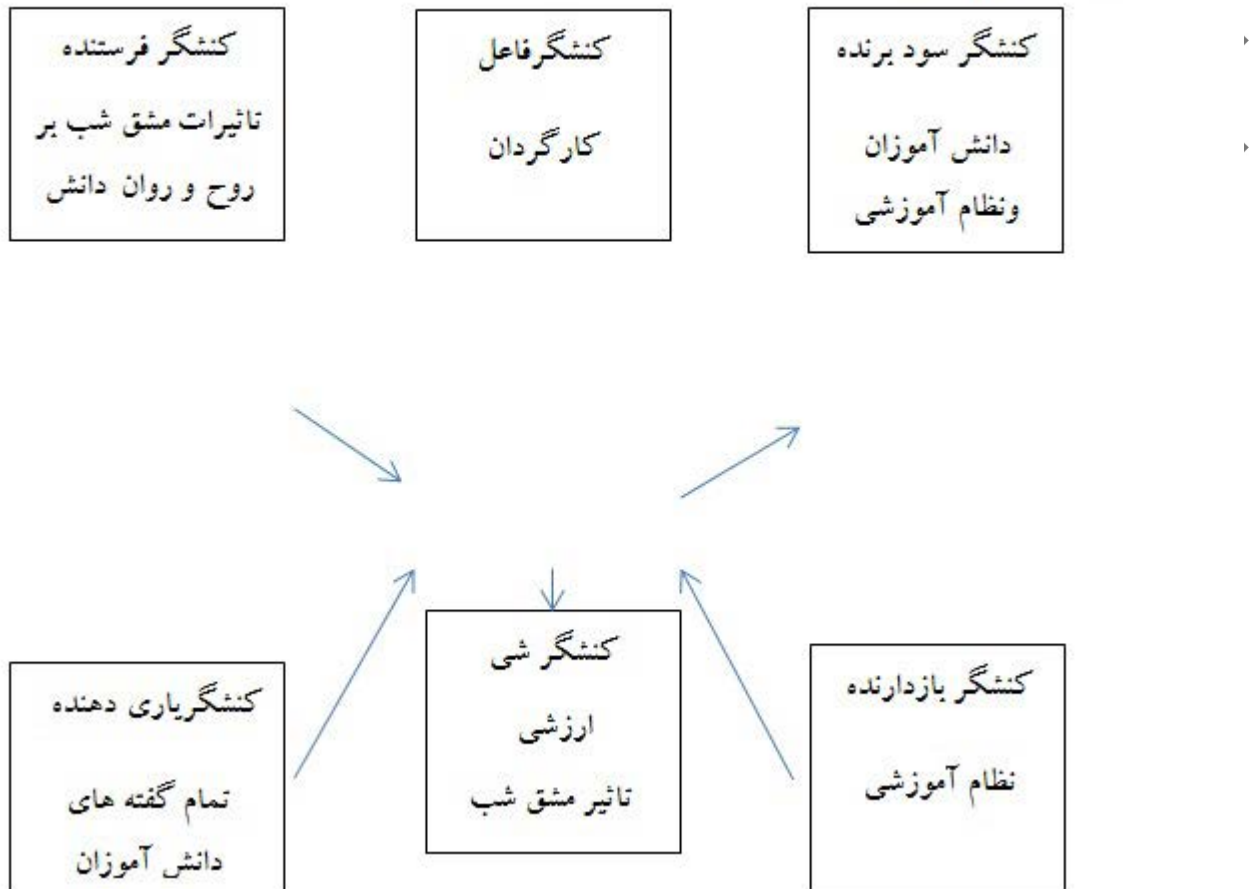 کنشگر سود برنده
دانش آموزان
ونظام آموزشی
کنشگرفاعل
کارگردان
کنشگر فرستنده
تاثیرات مشق شب بر
روح و روان دانش
کنشگر بازدارنده
نظام آموزشی
کنشگر شی
ارزشی
تاثیر مشق شب
کنشگریاری دهنده
تمام گفته های
دانش آموزان